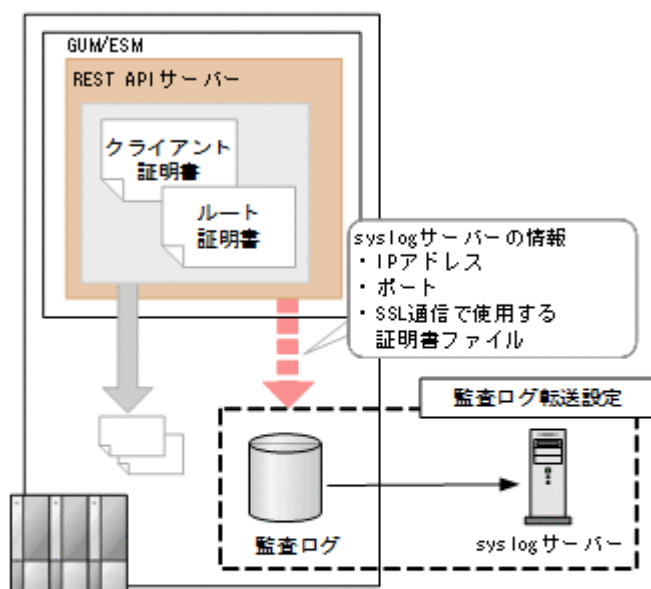 GUM/ESM
REST APIサーバー
クライアント
証明書
ルート
証明書
syslogサーバーの情報
・IPアドレス
・ポート
・SSL通信で使用する
証明書ファイル
監査ログ転送設定
監査ログ
syslogサーバー